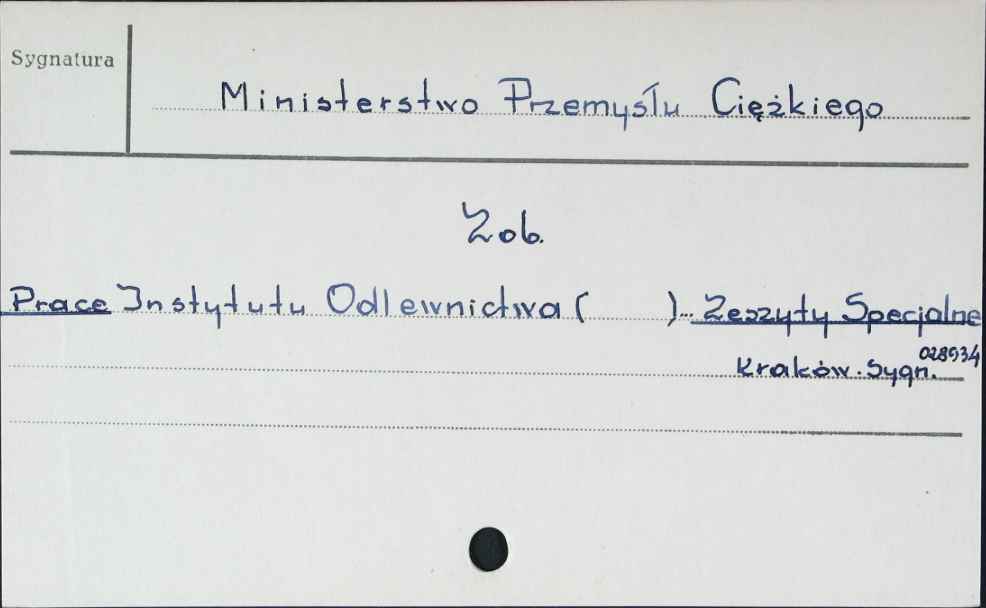 Sygnatura
Ministerstwo Przemysłu Ciężkiego
Zob.
Prace Instytutu Odlewnictwa ( )... Zeszyty Specjalne
Kraków. Sygn. 028934